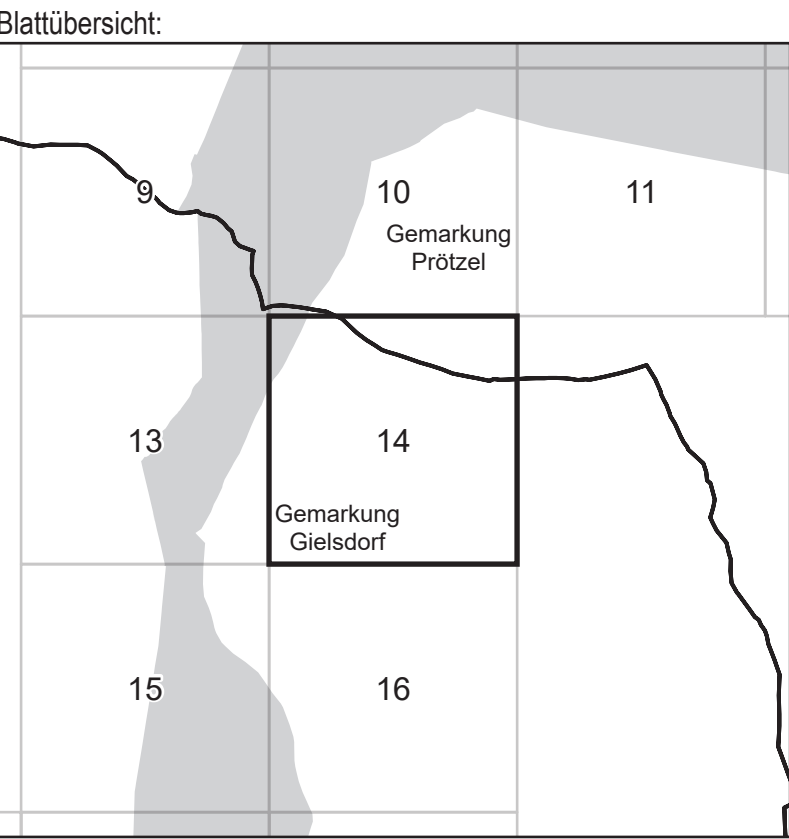 Blattübersicht:
9
10
11
Gemarkung
Prötzel
13
14
Gemarkung
Gielsdorf
15
16